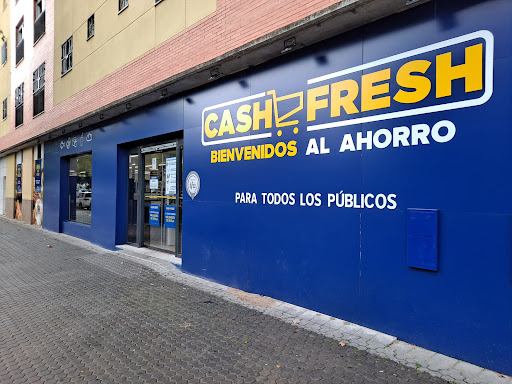 CASH FRESH
BIENVENIDOS AL AHORRO
PARA TODOS LOS PÚBLICOS